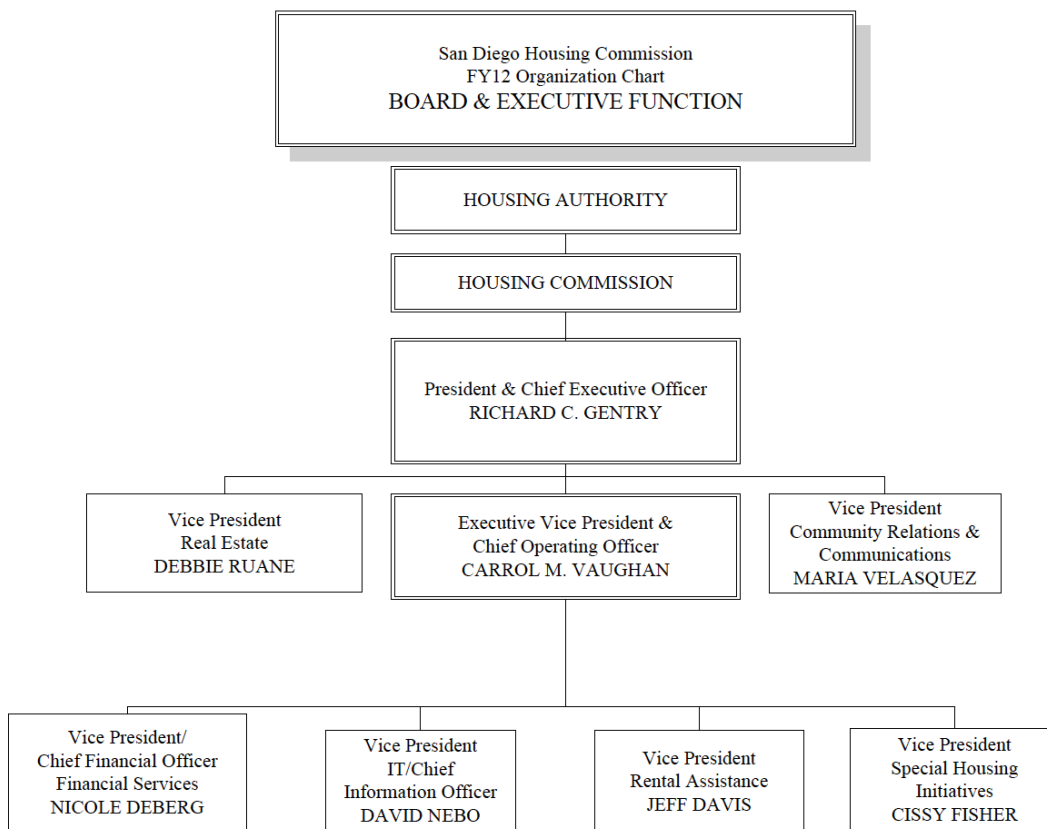 San Diego Housing Commission
FY12 Organization Chart
BOARD & EXECUTIVE FUNCTION
HOUSING AUTHORITY
HOUSING COMMISSION
President & Chief Executive Officer
RICHARD C. GENTRY
Vice President
Real Estate
DEBBIE RUANE
Executive Vice President &
Chief Operating Officer
CARROL M. VAUGHAN
Vice President
Community Relations &
Communications
MARIA VELASQUEZ
Vice President/
Chief Financial Officer
Financial Services
NICOLE DEBERG
Vice President
IT/Chief
Information Officer
DAVID NEBO
Vice President
Rental Assistance
JEFF DAVIS
Vice President
Special Housing
Initiatives
CISSY FISHER